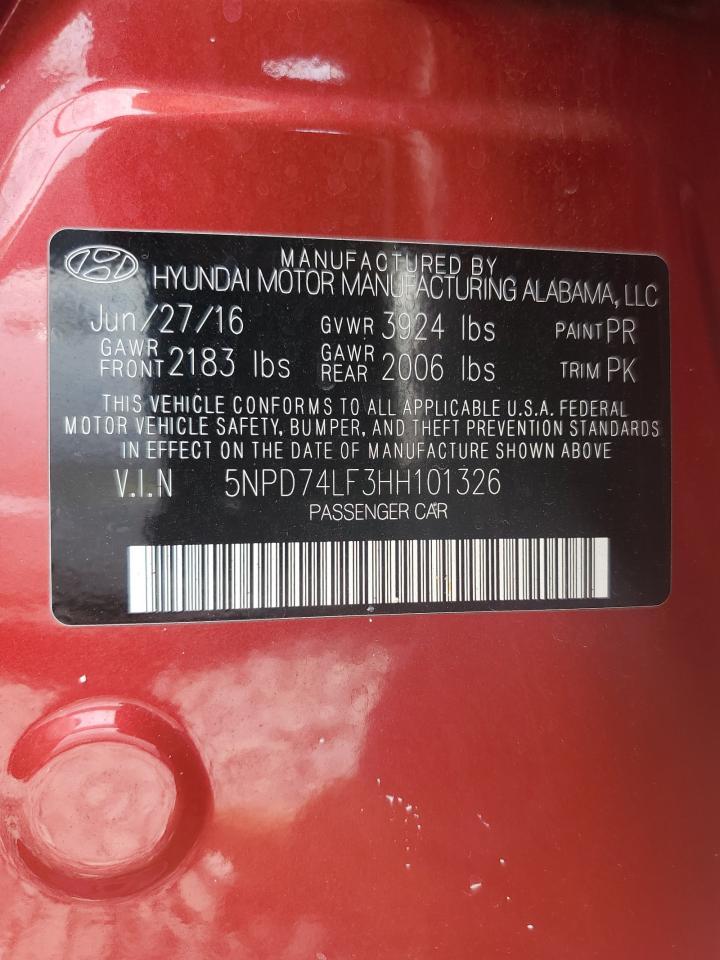 MANUFACTURED BY
HYUNDAI MOTOR MANUFACTURING ALABAMA, LLC
Jun/27/16 GVWR 3924 lbs PAINT PR
GAWR FRONT 2183 lbs GAWR REAR 2006 lbs TRIM PK
THIS VEHICLE CONFORMS TO ALL APPLICABLE U.S.A. FEDERAL
MOTOR VEHICLE SAFETY, BUMPER, AND THEFT PREVENTION STANDARDS
IN EFFECT ON THE DATE OF MANUFACTURE SHOWN ABOVE
V.I.N 5NPD74LF3HH101326
PASSENGER CAR